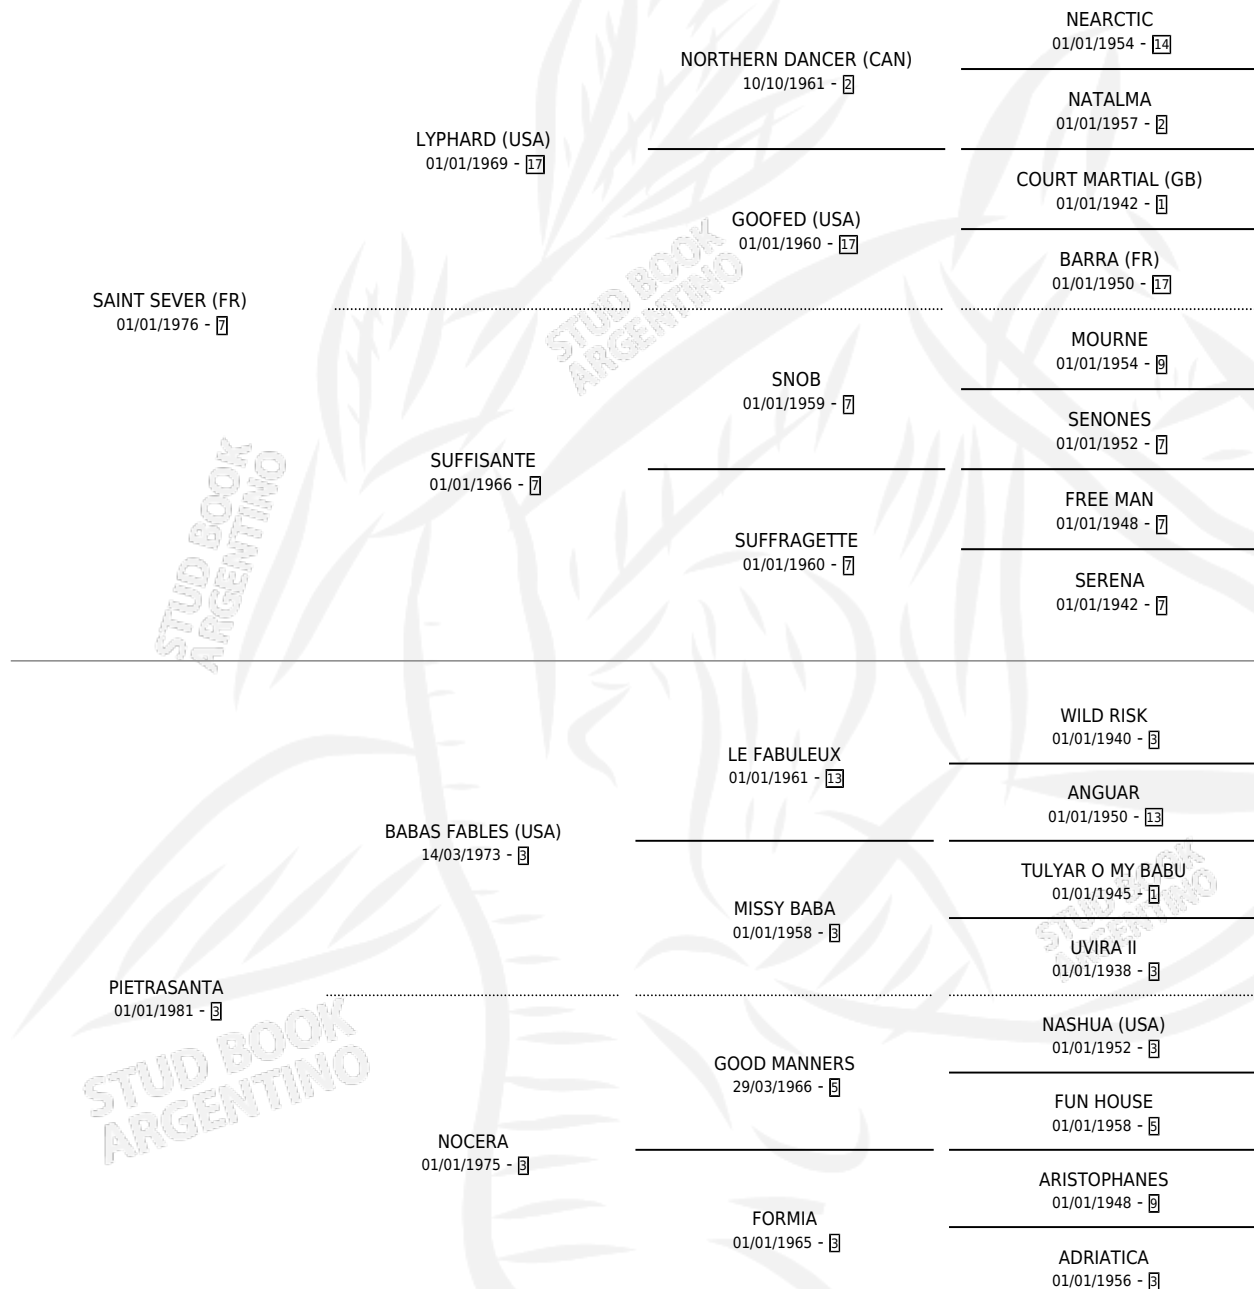 NEARCTIC
01/01/1954 - 14
NORTHERN DANCER (CAN)
10/10/1961 - 2
NATALMA
01/01/1957 - 2
LYPHARD (USA)
01/01/1969 - 17
COURT MARTIAL (GB)
01/01/1942 - 1
GOOFED (USA)
01/01/1960 - 17
BARRA (FR)
01/01/1950 - 17
SAINT SEVER (FR)
01/01/1976 - 7
STUD BOOK
ARGENTINO
MOURNE
01/01/1954 - 9
SNOB
01/01/1959 - 7
SENONES
01/01/1952 - 7
SUFFISANTE
01/01/1966 - 7
FREE MAN
01/01/1948 - 7
SUFFRAGETTE
01/01/1960 - 7
SERENA
01/01/1942 - 7
STUD BOOK
ARGENTINO
WILD RISK
01/01/1940 - 3
LE FABULEUX
01/01/1961 - 13
ANGUAR
01/01/1950 - 13
BABAS FABLES (USA)
14/03/1973 - 3
TULYAR O MY BABU
01/01/1945 - 1
MISSY BABA
01/01/1958 - 3
UVIRA II
01/01/1938 - 3
STUD BOOK
ARGENTINO
PIETRASANTA
01/01/1981 - 3
NASHUA (USA)
01/01/1952 - 3
GOOD MANNERS
29/03/1966 - 5
FUN HOUSE
01/01/1958 - 5
STUD BOOK
ARGENTINO
NOCERA
01/01/1975 - 3
ARISTOPHANES
01/01/1948 - 9
FORMIA
01/01/1965 - 3
ADRIATICA
01/01/1956 - 3